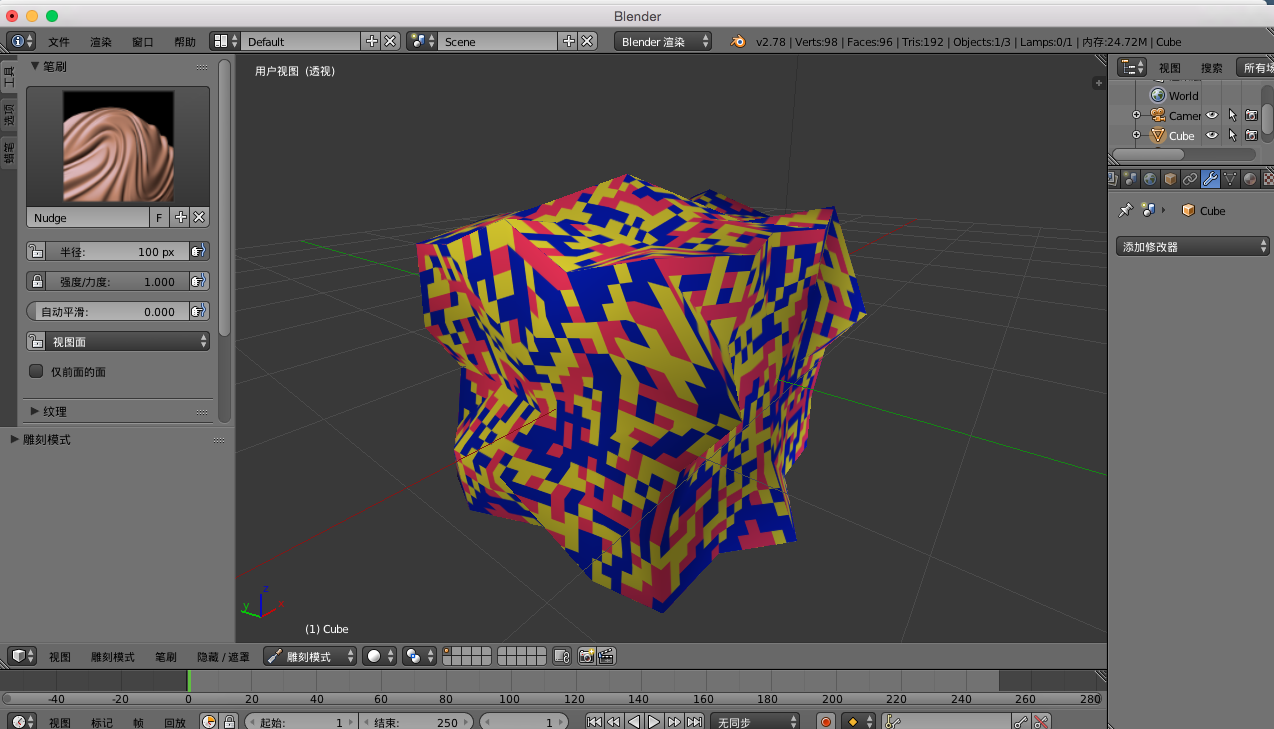 Blender
文件 渲染 窗口 帮助 Default Scene Blender 渲染 v2.78 | Verts:98 | Faces:96 | Tris:192 | Objects:1/3 | Lamps:0/1 | 内存:24.72M | Cube
工具
选项
笔刷
Nudge F
半径: 100 px
强度/力度: 1.000
自动平滑: 0.000
视图面
仅前面的面
纹理
雕刻模式
用户视图 (透视)
z
y x
(1) Cube
视图 搜索 所有场
World
Camer
Cube
Cube
添加修改器
视图 雕刻模式 笔刷 隐藏 / 遮罩 雕刻模式
-40 -20 0 20 40 60 80 100 120 140 160 180 200 220 240 260 280
视图 标记 帧 回放 起始: 1 结束: 250 1 无同步